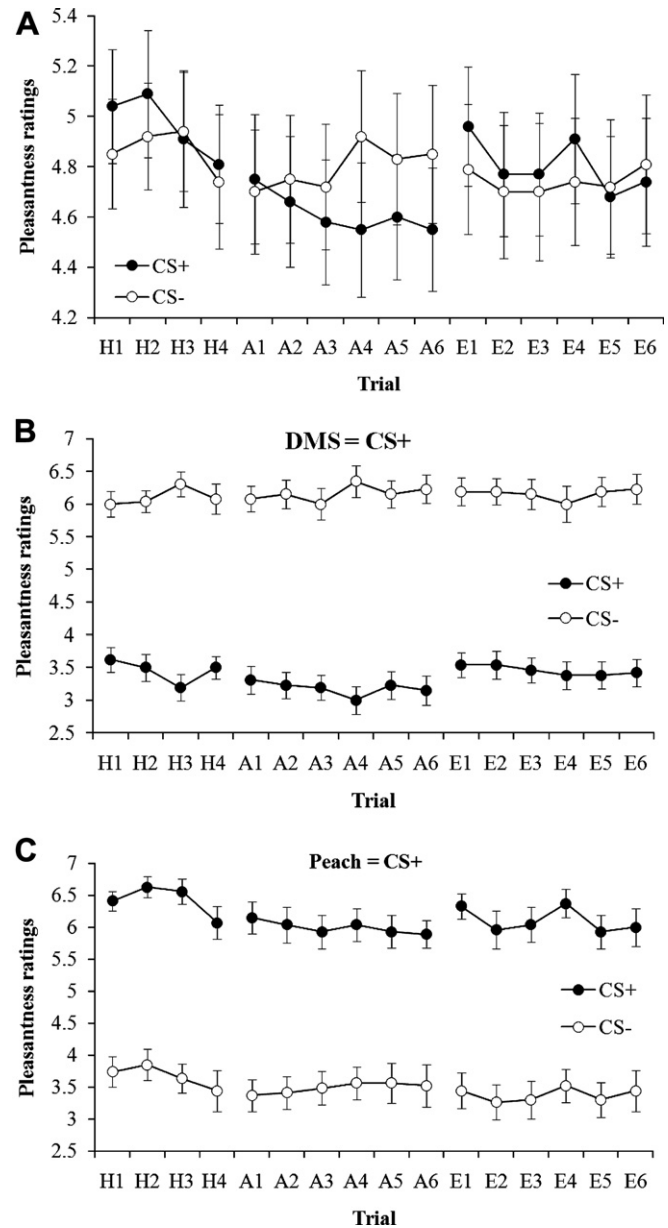 A
5.4
5.2
5
4.8
4.6
4.4
4.2
Pleasantness ratings
CS+
CS-
H1 H2 H3 H4 A1 A2 A3 A4 A5 A6 E1 E2 E3 E4 E5 E6
Trial
B
DMS = CS+
7
6.5
6
5.5
5
4.5
4
3.5
3
2.5
Pleasantness ratings
CS+
CS-
H1 H2 H3 H4 A1 A2 A3 A4 A5 A6 E1 E2 E3 E4 E5 E6
Trial
C
Peach = CS+
7
6.5
6
5.5
5
4.5
4
3.5
3
2.5
Pleasantness ratings
CS+
CS-
H1 H2 H3 H4 A1 A2 A3 A4 A5 A6 E1 E2 E3 E4 E5 E6
Trial